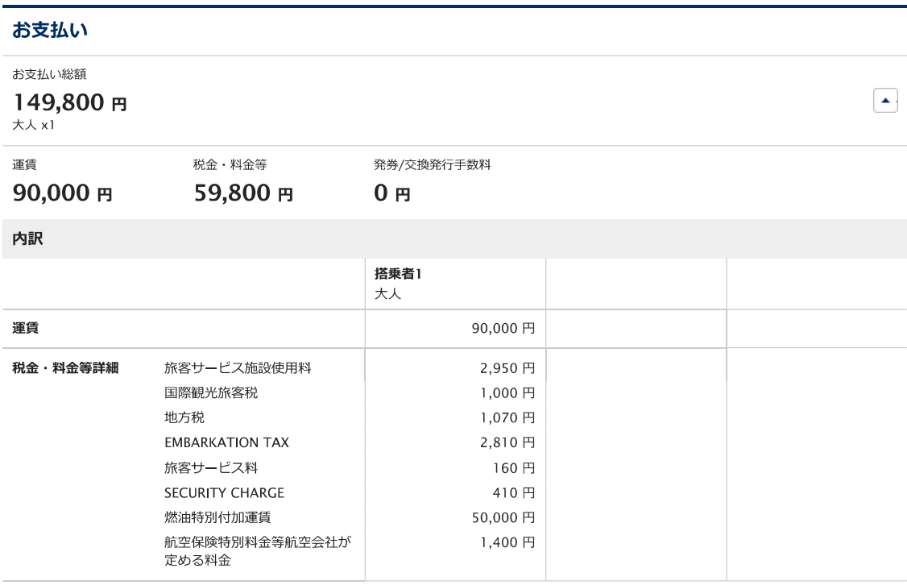 お支払い
お支払い総額
149,800 円
大人 x1
運賃 税金・料金等 発券/交換発行手数料
90,000 円 59,800 円 0 円
内訳
搭乗者1
大人
運賃 90,000 円
税金・料金等詳細 旅客サービス施設使用料 2,950 円
国際観光旅客税 1,000 円
地方税 1,070 円
EMBARKATION TAX 2,810 円
旅客サービス料 160 円
SECURITY CHARGE 410 円
燃油特別付加運賃 50,000 円
航空保険特別料金等航空会社が 1,400 円
定める料金